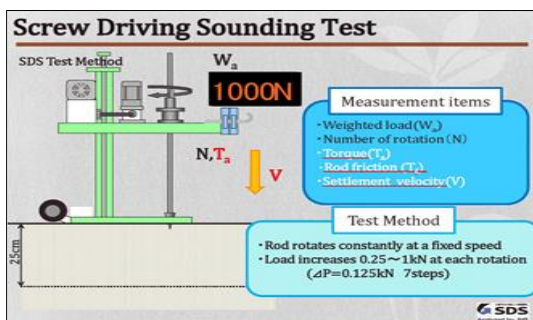 Screw Driving Sounding Test
SDS Test Method
Wₐ
1000N
N,Tₐ
V
25cm
Measurement items
・Weighted load(Wₐ)
・Number of rotation (N)
・Torque(Tₐ)
・Rod friction (T_f)
・Settlement velocity(V)
Test Method
・Rod rotates constantly at a fixed speed
・Load increases 0.25～1kN at each rotation
(⊿P=0.125kN 7steps)
SDS